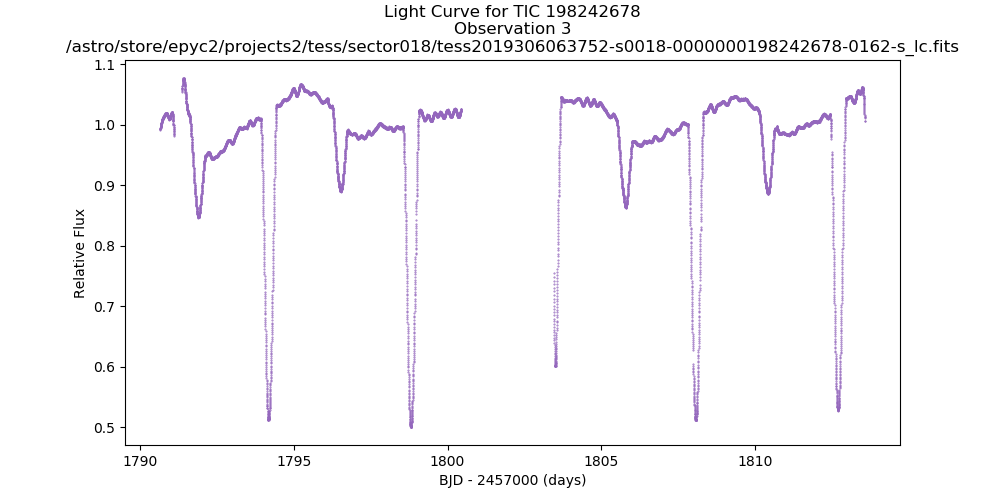 Light Curve for TIC 198242678
Observation 3
/astro/store/epyc2/projects2/tess/sector018/tess2019306063752-s0018-0000000198242678-0162-s_lc.fits
1.1
1.0
0.9
0.8
0.7
0.6
0.5
Relative Flux
1790
1795
1800
1805
1810
BJD - 2457000 (days)